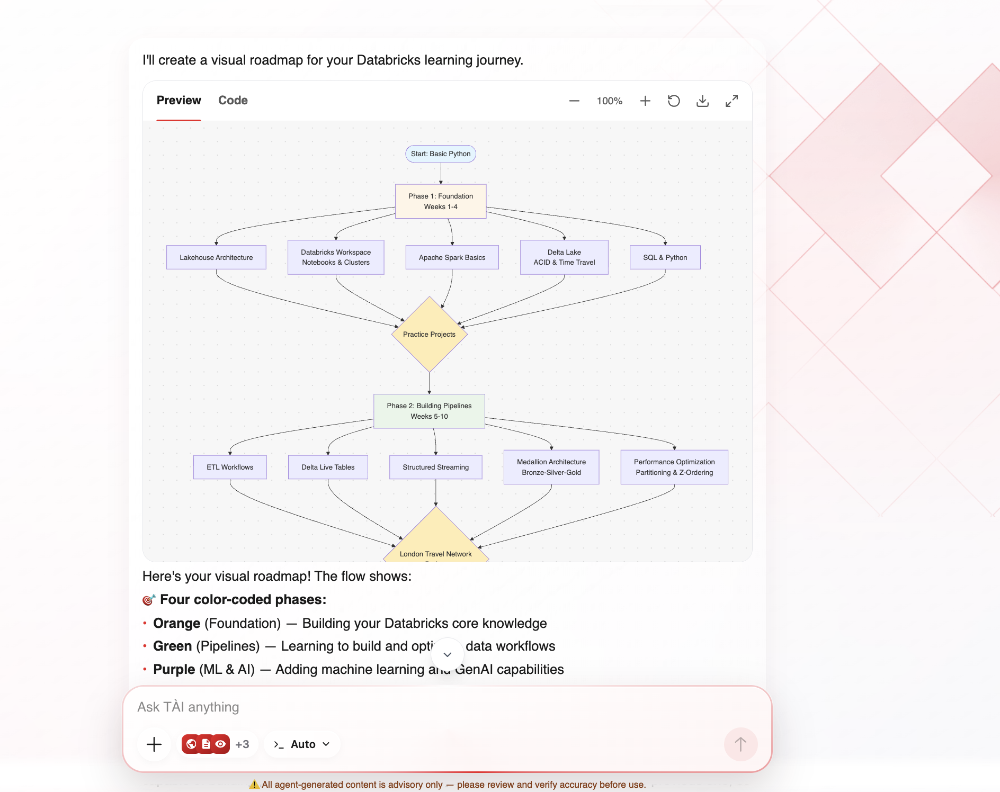 I'll create a visual roadmap for your Databricks learning journey.
Preview Code 100%
Start: Basic Python
Phase 1: Foundation
Weeks 1-4
Lakehouse Architecture
Databricks Workspace
Notebooks & Clusters
Apache Spark Basics
Delta Lake
ACID & Time Travel
SQL & Python
Practice Projects
Phase 2: Building Pipelines
Weeks 5-10
ETL Workflows
Delta Live Tables
Structured Streaming
Medallion Architecture
Bronze-Silver-Gold
Performance Optimization
Partitioning & Z-Ordering
London Travel Network
Here's your visual roadmap! The flow shows:
🎯 Four color-coded phases:
• Orange (Foundation) — Building your Databricks core knowledge
• Green (Pipelines) — Learning to build and data workflows
• Purple (ML & AI) — Adding machine learning and GenAI capabilities
Ask TÀI anything
+3 Auto
⚠️ All agent-generated content is advisory only — please review and verify accuracy before use.